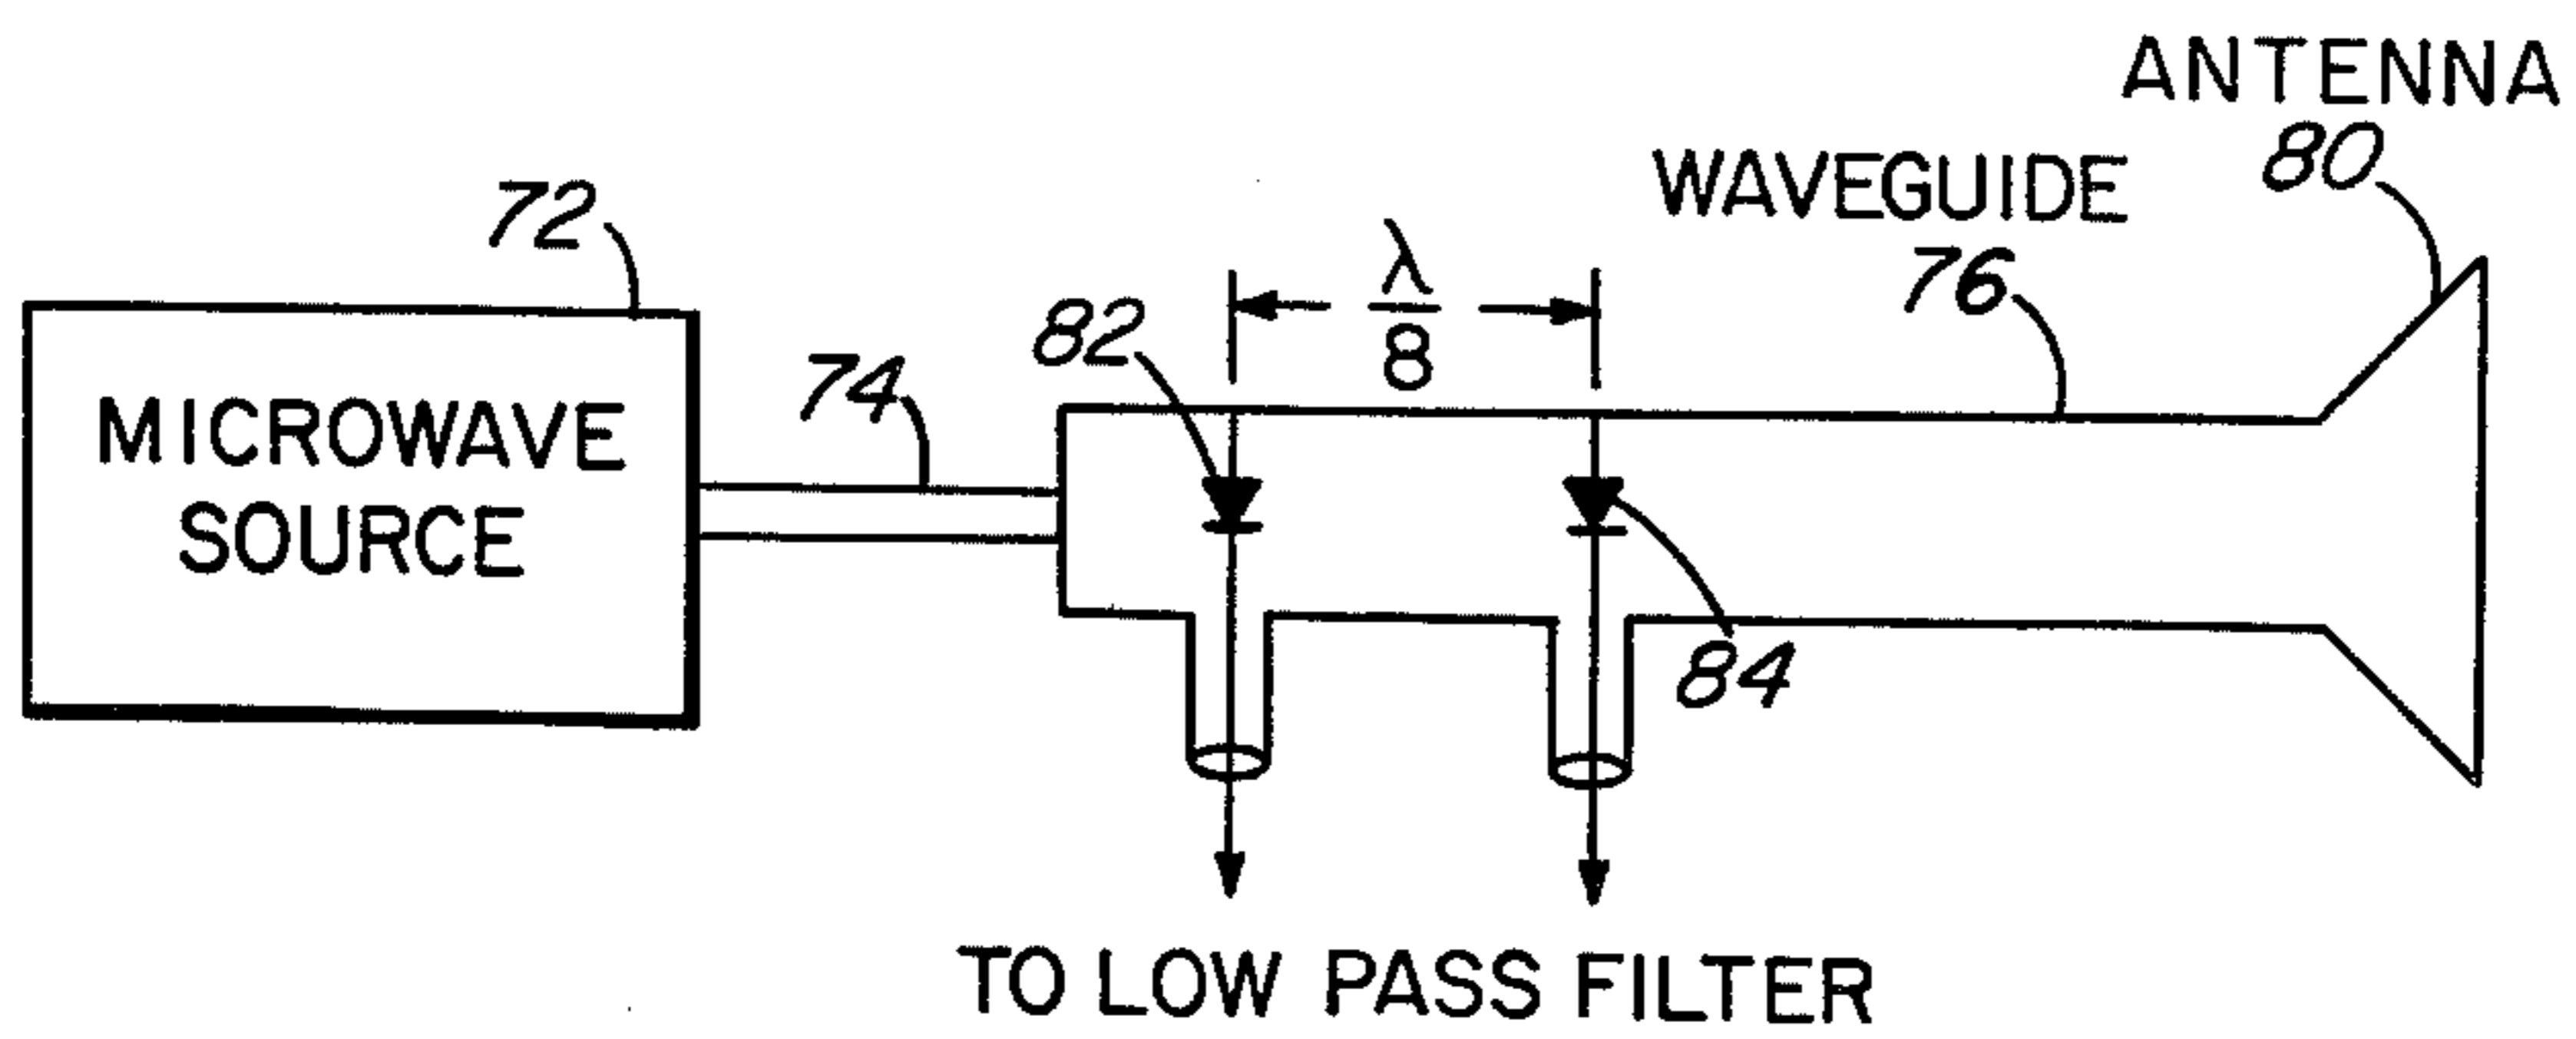 ANTENNA
80
WAVEGUIDE
76
72
λ
8
82
74
MICROWAVE
SOURCE
84
TO LOW PASS FILTER